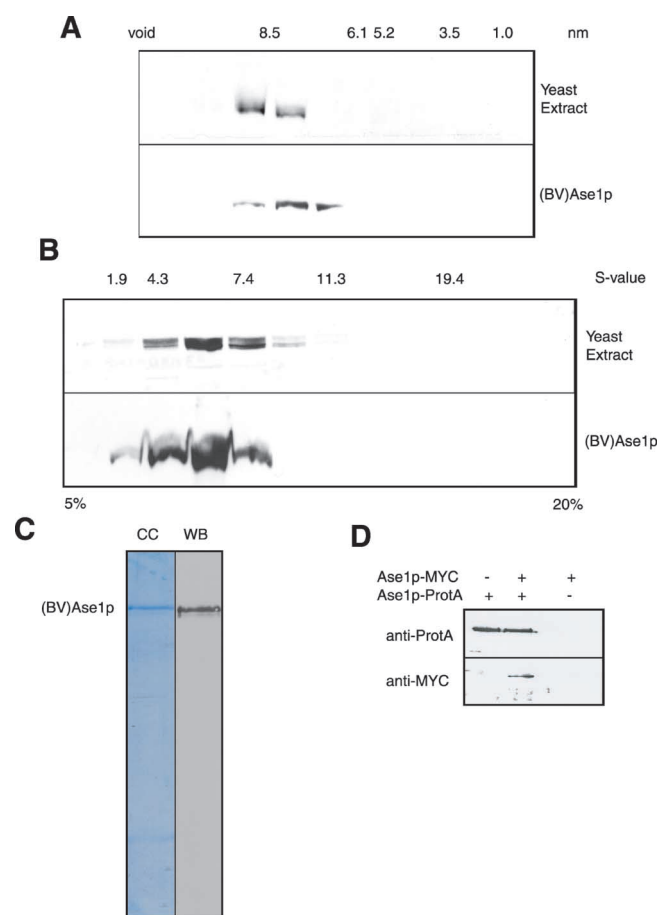 A
void 8.5 6.1 5.2 3.5 1.0 nm
Yeast
Extract
(BV)Ase1p
B
1.9 4.3 7.4 11.3 19.4 S-value
Yeast
Extract
(BV)Ase1p
5% 20%
C
CC WB
(BV)Ase1p
D
Ase1p-MYC - + +
Ase1p-ProtA + + -
anti-ProtA
anti-MYC